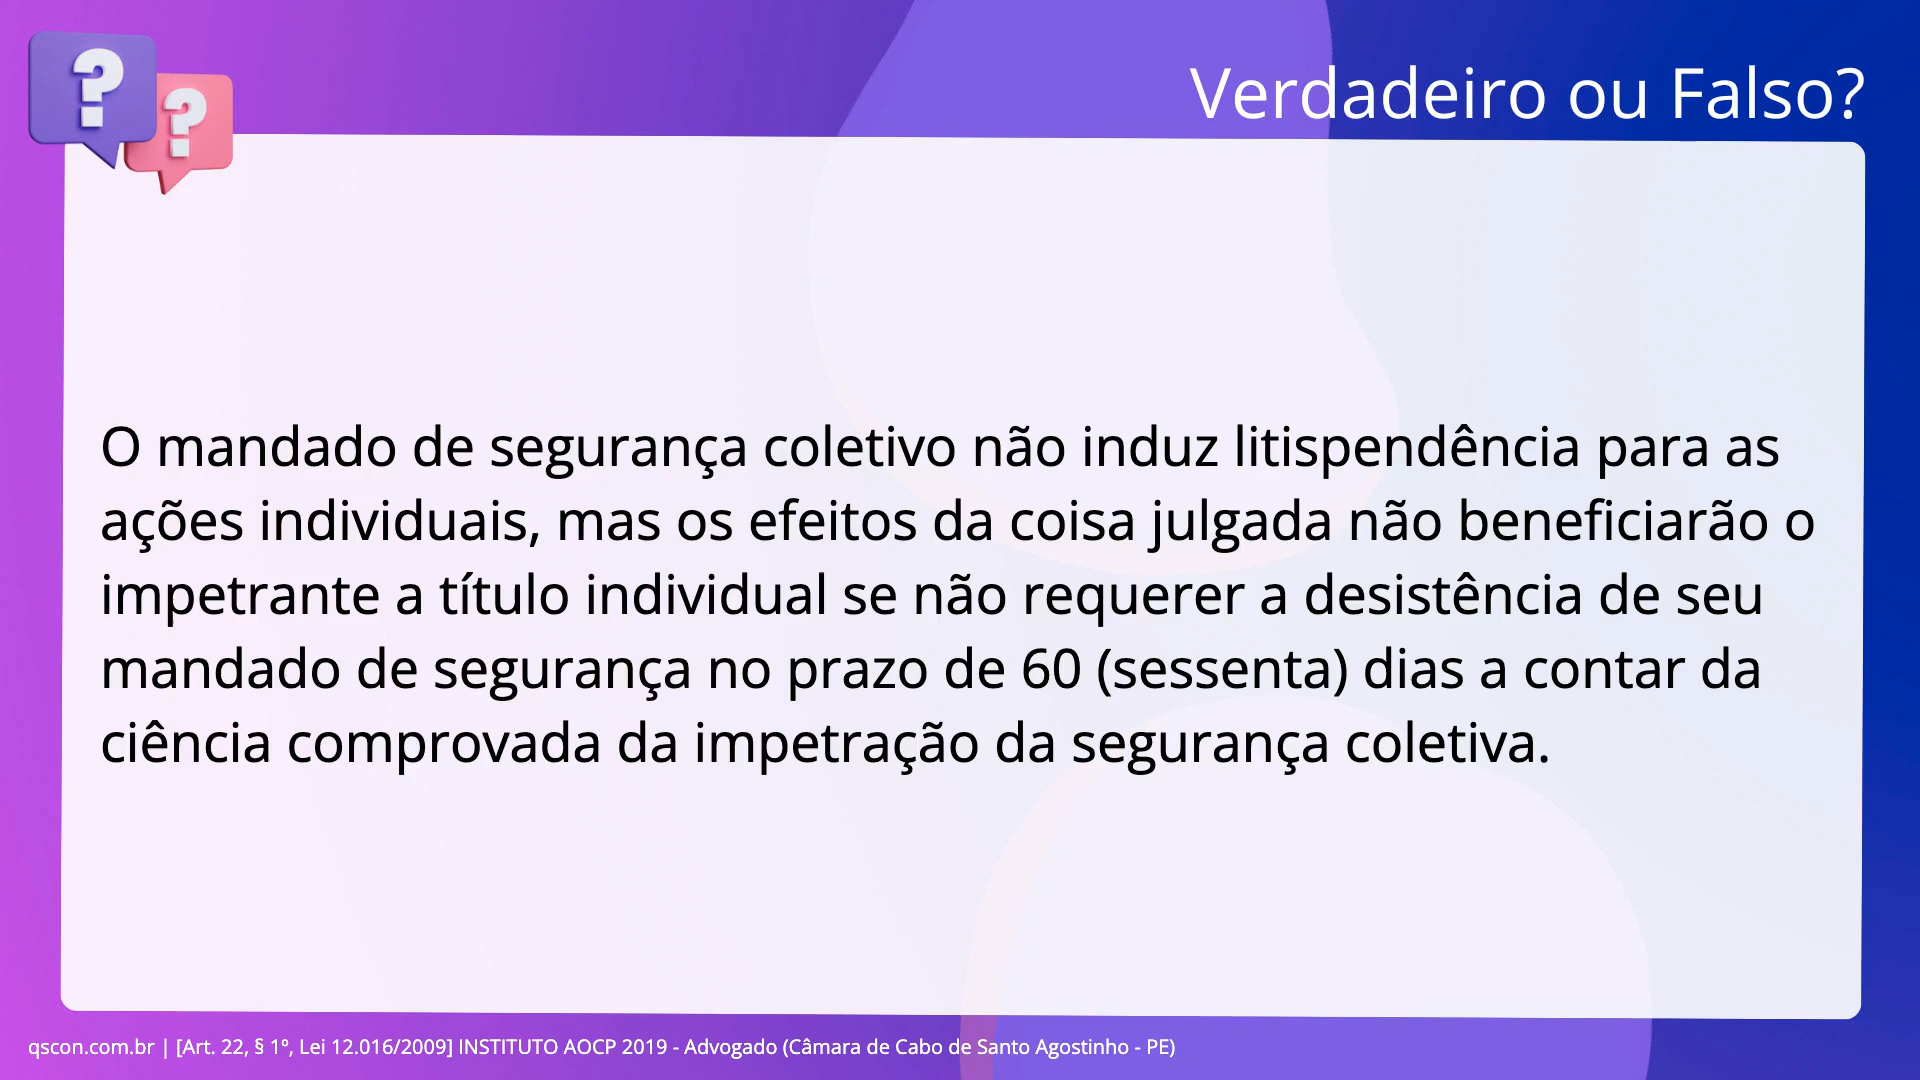 ? ?
Verdadeiro ou Falso?
O mandado de segurança coletivo não induz litispendência para as
ações individuais, mas os efeitos da coisa julgada não beneficiarão o
impetrante a título individual se não requerer a desistência de seu
mandado de segurança no prazo de 60 (sessenta) dias a contar da
ciência comprovada da impetração da segurança coletiva.
qscon.com.br | [Art. 22, § 1º, Lei 12.016/2009] INSTITUTO AOCP 2019 - Advogado (Câmara de Cabo de Santo Agostinho - PE)